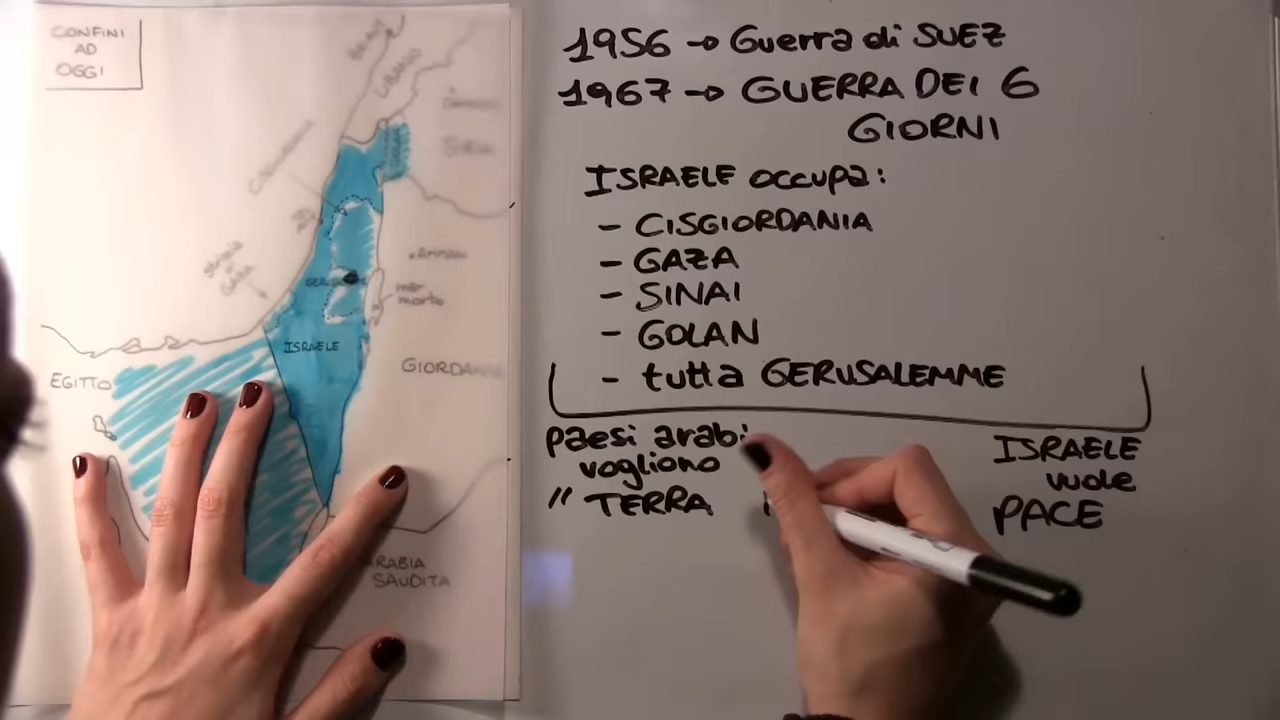 CONFINI
AD
OGGI
LIBANO
SIRIA
Amman
mar
morto
striscia
di
GAZA
GERUSA
ISRAELE
EGITTO
GIORDANIA
ARABIA
SAUDITA
1956 → Guerra di SUEZ
1967 → GUERRA DEI 6
GIORNI
ISRAELE occupa:
- CISGIORDANIA
- GAZA
- SINAI
- GOLAN
- tutta GERUSALEMME
paesi arabi
vogliono
" TERRA
ISRAELE
vuole
PACE